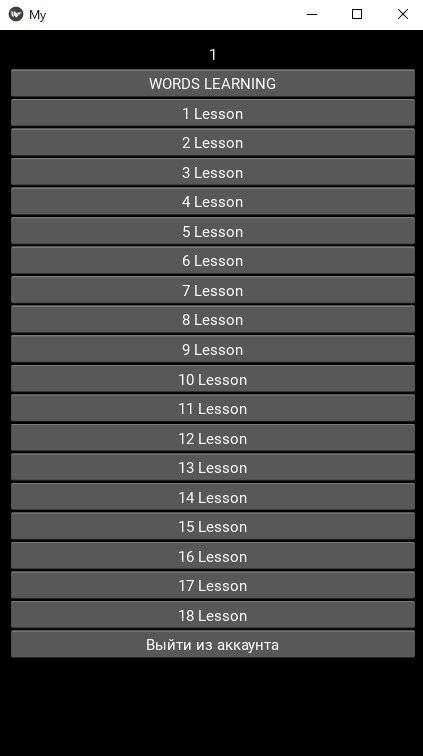 My
1
WORDS LEARNING
1 Lesson
2 Lesson
3 Lesson
4 Lesson
5 Lesson
6 Lesson
7 Lesson
8 Lesson
9 Lesson
10 Lesson
11 Lesson
12 Lesson
13 Lesson
14 Lesson
15 Lesson
16 Lesson
17 Lesson
18 Lesson
Выйти из аккаунта